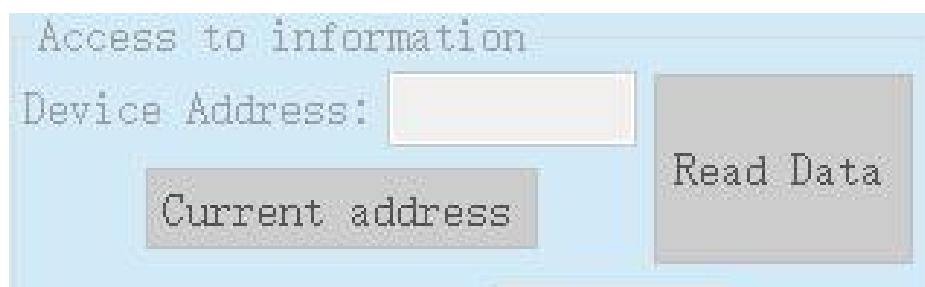 Access to information
Device Address:
Read Data
Current address